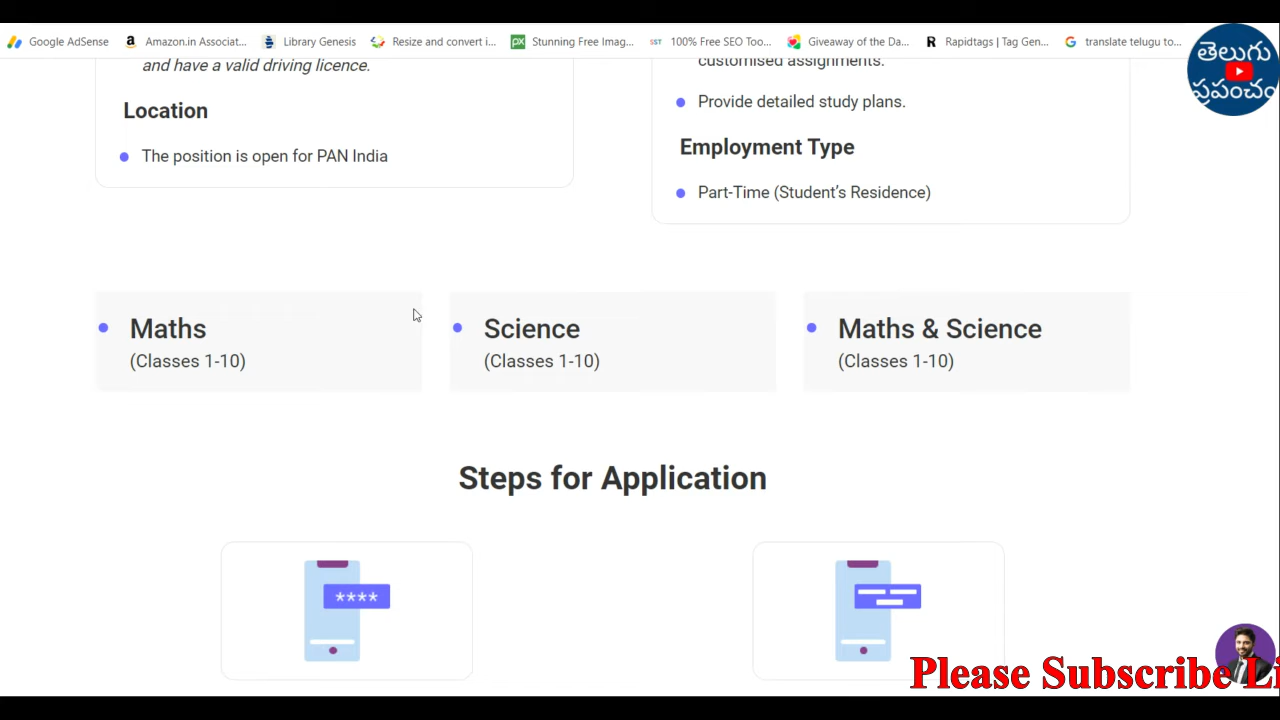 Google AdSense
Amazon.in Associat...
Library Genesis
Resize and convert i...
px
Stunning Free Imag...
SST
100% Free SEO Too...
Giveaway of the Da...
R
Rapidtags | Tag Gen...
G
translate telugu to...
తెలుగు
ప్రపంచం
and have a valid driving licence.
Location
The position is open for PAN India
customised assignments.
Provide detailed study plans.
Employment Type
Part-Time (Student’s Residence)
Maths
(Classes 1-10)
Science
(Classes 1-10)
Maths & Science
(Classes 1-10)
Steps for Application
****
Please Subscribe Li